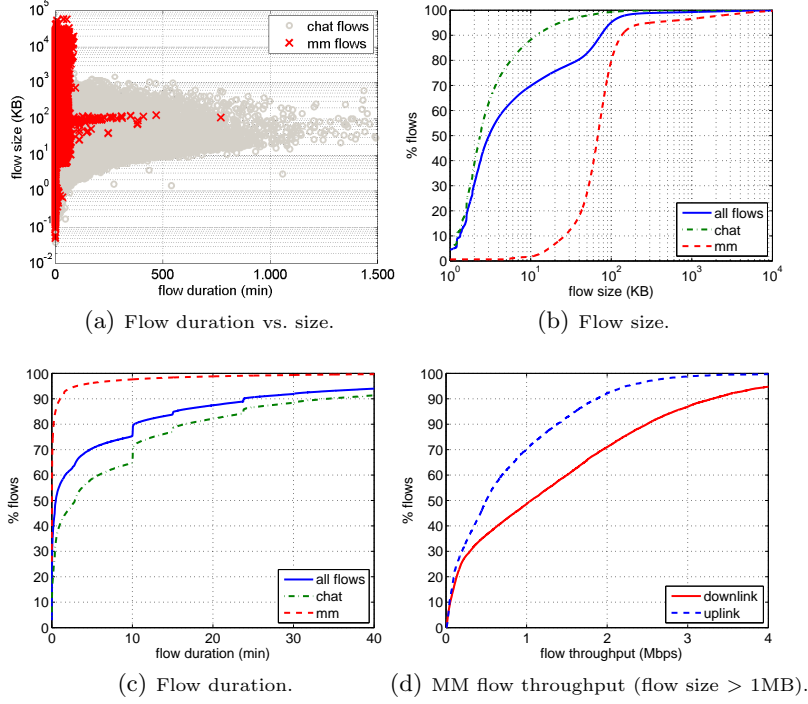 chat flows
mm flows
10^5
10^4
10^3
10^2
10^1
10^0
10^-1
10^-2
flow size (KB)
0
500
1.000
1.500
flow duration (min)
(a) Flow duration vs. size.
100
90
80
70
60
50
40
30
20
10
0
% flows
all flows
chat
mm
10^0
10^1
10^2
10^3
10^4
flow size (KB)
(b) Flow size.
100
90
80
70
60
50
40
30
20
10
0
% flows
all flows
chat
mm
0
10
20
30
40
flow duration (min)
(c) Flow duration.
100
90
80
70
60
50
40
30
20
10
0
% flows
downlink
uplink
0
1
2
3
4
flow throughput (Mbps)
(d) MM flow throughput (flow size > 1MB).